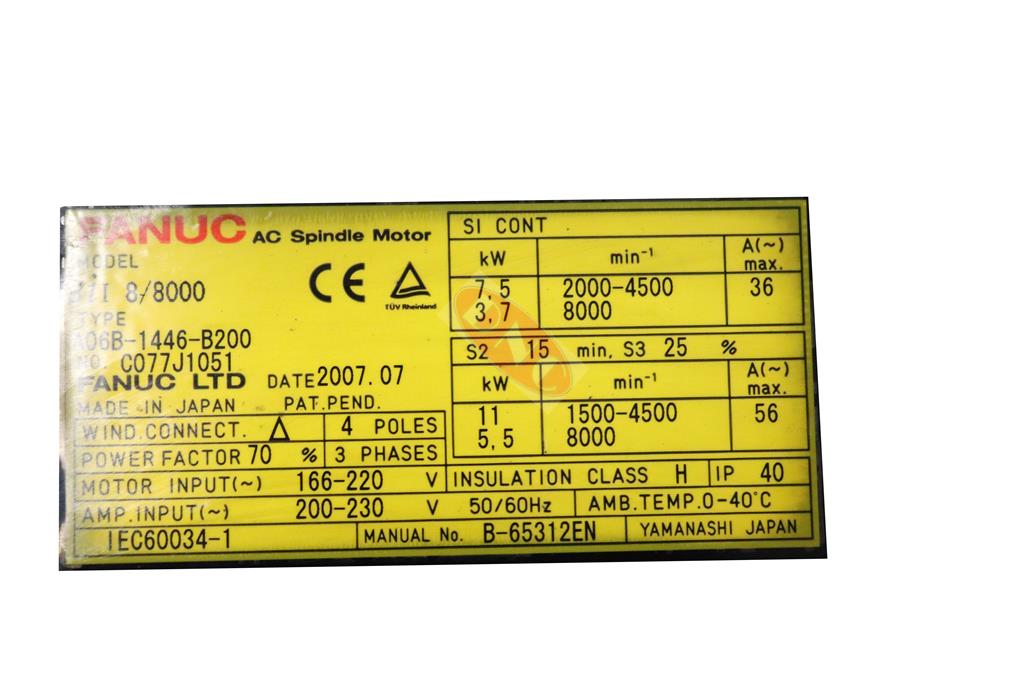 FANUC AC Spindle Motor
MODEL
8/8000
TYPE
A06B-1446-B200
NO. C077J1051
FANUC LTD DATE 2007.07
MADE IN JAPAN PAT.PEND.
WIND.CONNECT. △ 4 POLES
POWER FACTOR 70 % 3 PHASES
CE
TÜV Rheinland
SI CONT
kW min⁻¹ A(~) max.
7,5 2000-4500 36
3,7 8000
S2 15 min, S3 25 %
kW min⁻¹ A(~) max.
11 1500-4500 56
5,5 8000
MOTOR INPUT(~) 166-220 V INSULATION CLASS H IP 40
AMP.INPUT(~) 200-230 V 50/60Hz AMB.TEMP.0-40°C
IEC60034-1 MANUAL No. B-65312EN YAMANASHI JAPAN